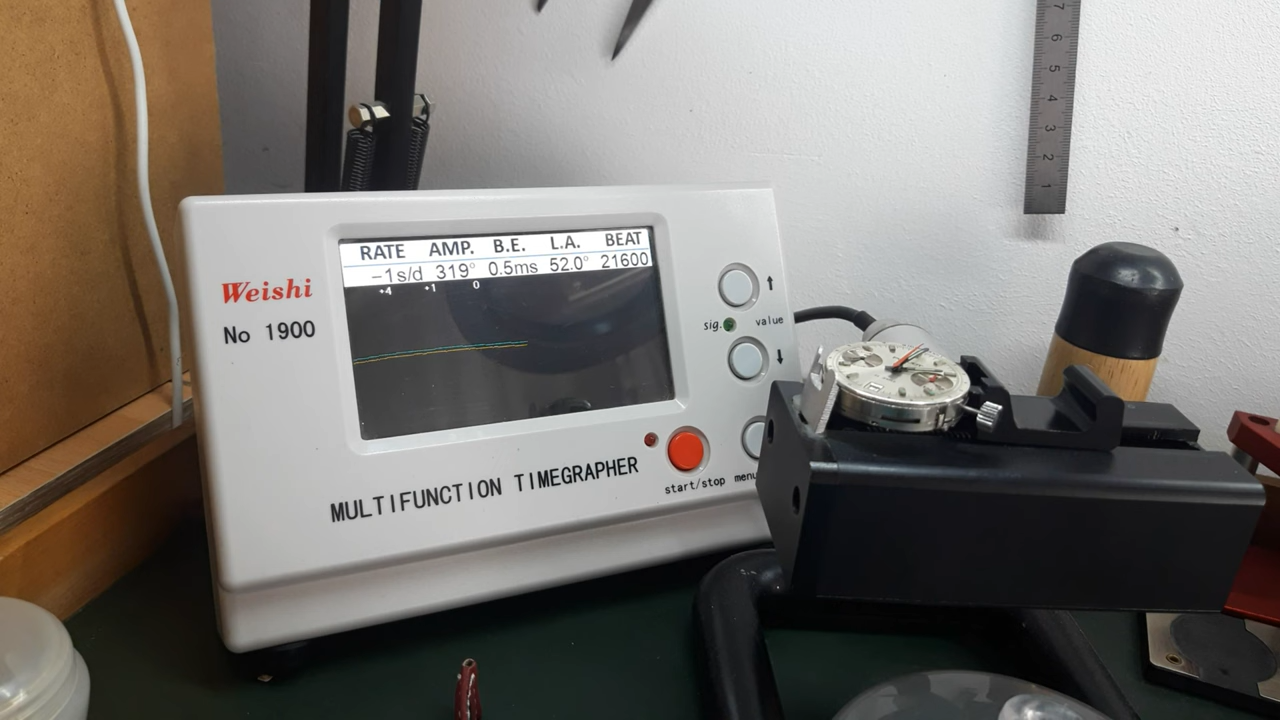 RATE AMP. B.E. L.A. BEAT
-1s/d 319° 0.5ms 52.0° 21600
+4 +1 0
Weishi
No 1900
sig. value
↑
↓
start/stop menu
MULTIFUNCTION TIMEGRAPHER
7
6
5
4
3
2
1